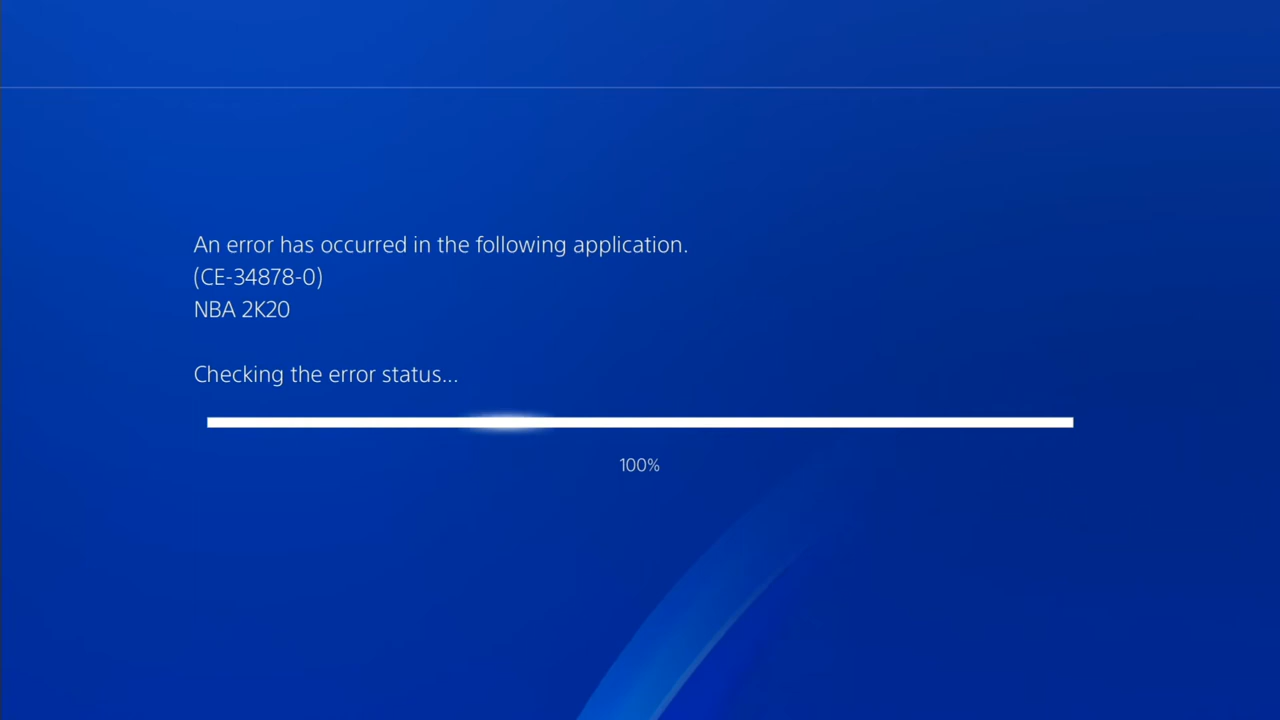 An error has occurred in the following application.
(CE-34878-0)
NBA 2K20
Checking the error status...
100%